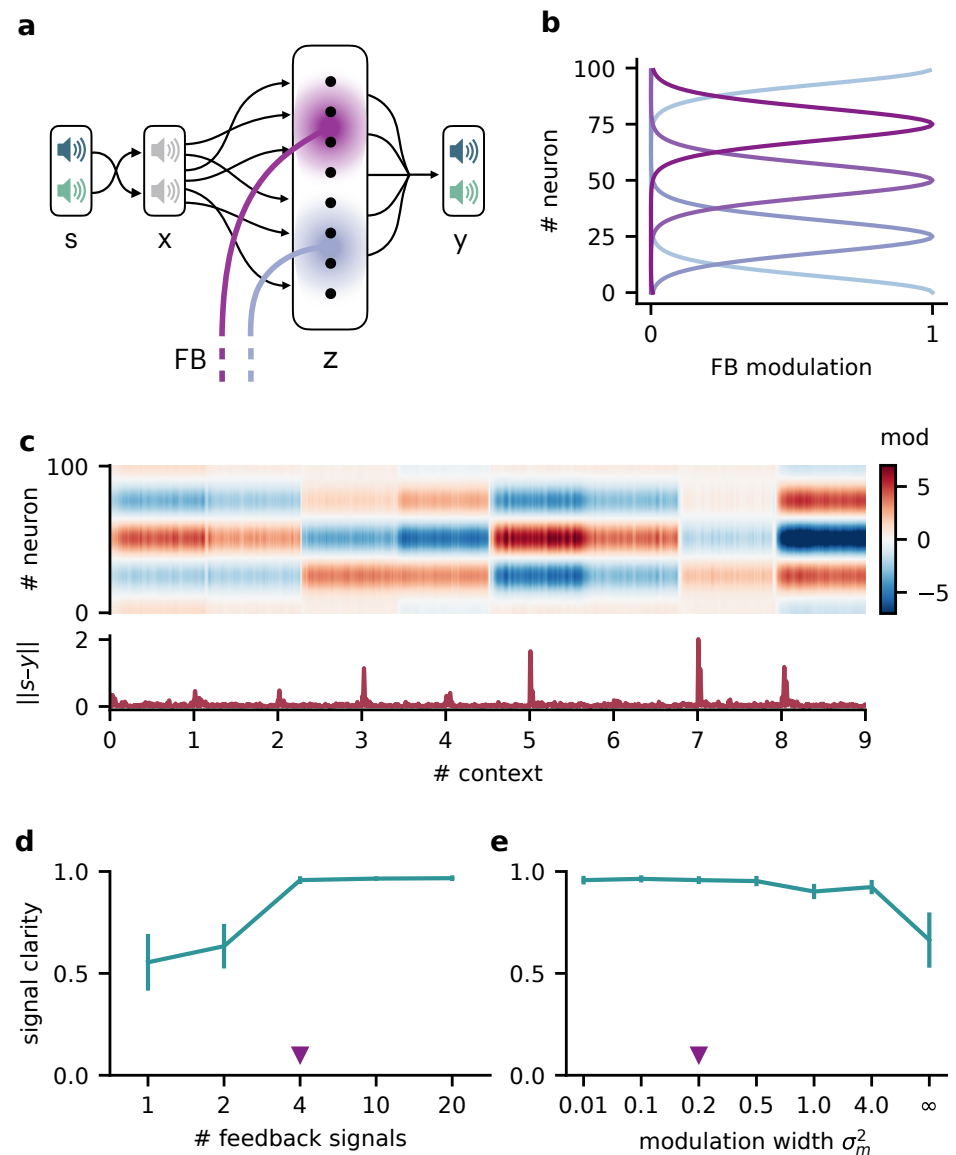 a
s
x
z
y
FB
b
# neuron
100
75
50
25
0
0
1
FB modulation
c
# neuron
100
0
mod
5
0
−5
||s–y||
2
0
0 1 2 3 4 5 6 7 8 9
# context
d
signal clarity
1.0
0.5
0.0
1 2 4 10 20
# feedback signals
e
1.0
0.5
0.0
0.01 0.1 0.2 0.5 1.0 4.0 ∞
modulation width σ²ₘ